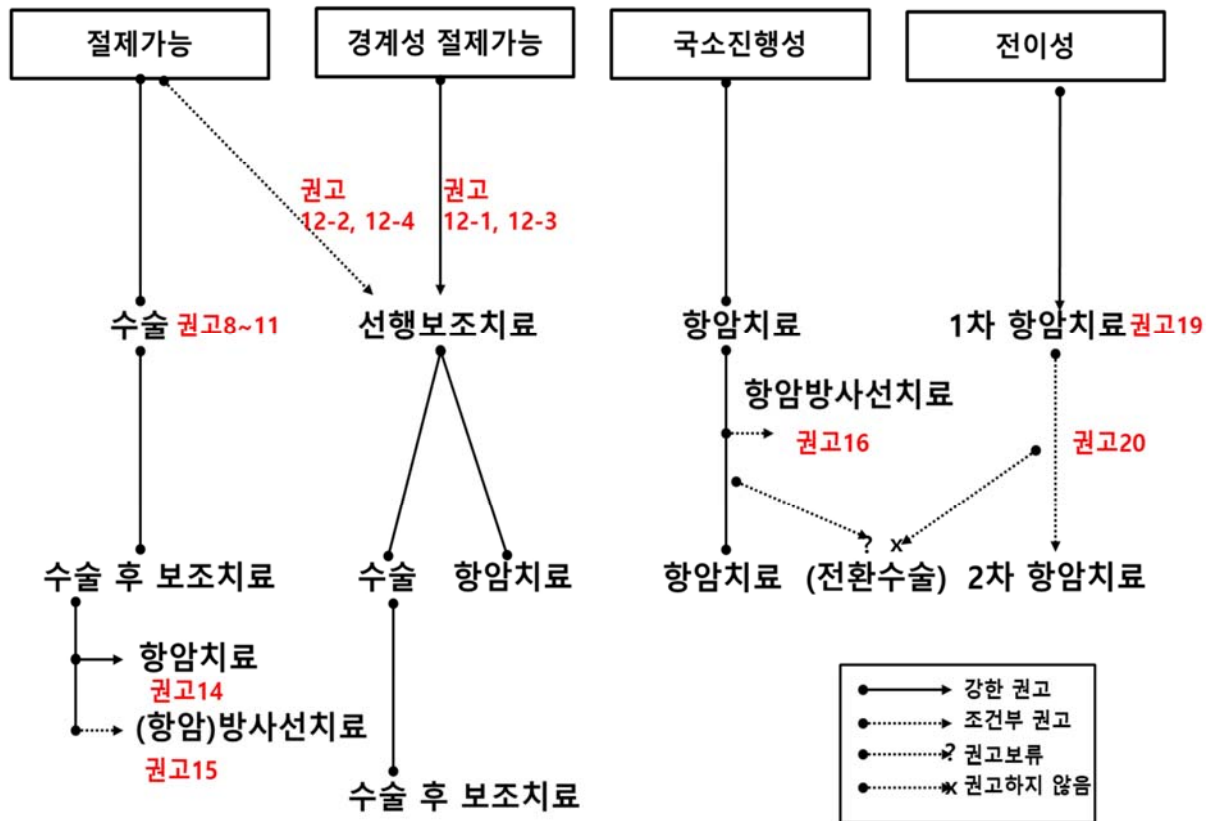 절제가능
경계성 절제가능
국소진행성
전이성
권고
12-2, 12-4
권고
12-1, 12-3
수술 권고8~11
선행보조치료
항암치료
1차 항암치료 권고19
항암방사선치료
권고16
권고20
? x
수술 후 보조치료
수술
항암치료
항암치료 (전환수술) 2차 항암치료
항암치료
권고14
(항암)방사선치료
권고15
수술 후 보조치료
강한 권고
조건부 권고
? 권고보류
x 권고하지 않음